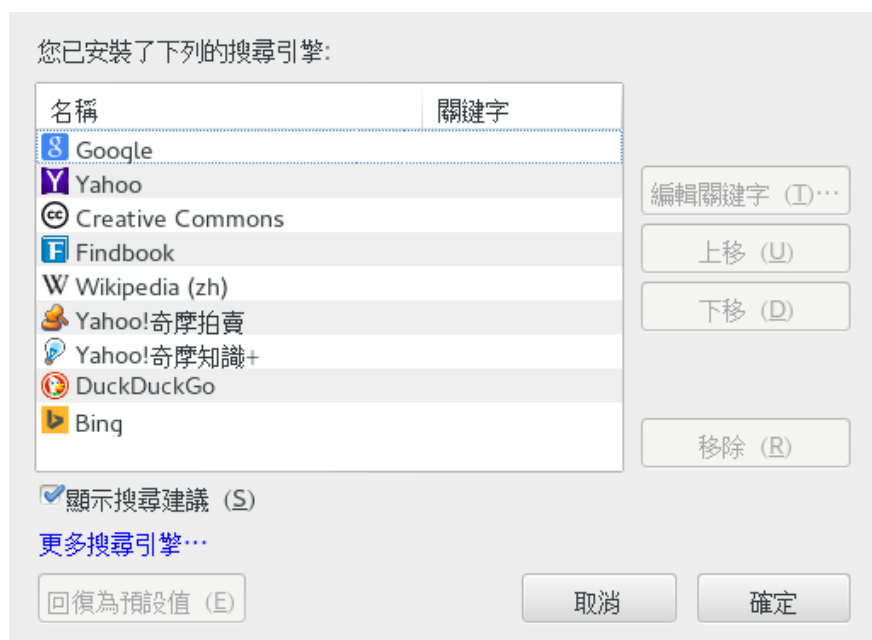 您已安裝了下列的搜尋引擎:
名稱 關鍵字
Google
Yahoo
Creative Commons
Findbook
Wikipedia (zh)
Yahoo!奇摩拍賣
Yahoo!奇摩知識+
DuckDuckGo
Bing
編輯關鍵字 (T)…
上移 (U)
下移 (D)
移除 (R)
顯示搜尋建議 (S)
更多搜尋引擎…
回復為預設值 (E)
取消
確定